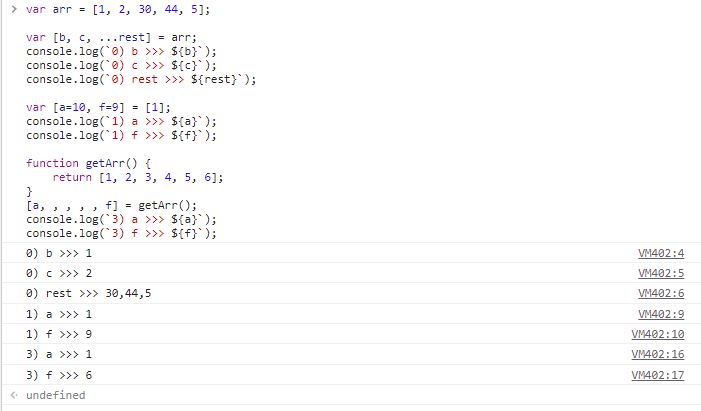 > var arr = [1, 2, 30, 44, 5];
var [b, c, ...rest] = arr;
console.log(`0) b >>> ${b}`);
console.log(`0) c >>> ${c}`);
console.log(`0) rest >>> ${rest}`);
var [a=10, f=9] = [1];
console.log(`1) a >>> ${a}`);
console.log(`1) f >>> ${f}`);
function getArr() {
    return [1, 2, 3, 4, 5, 6];
}
[a, , , , , f] = getArr();
console.log(`3) a >>> ${a}`);
console.log(`3) f >>> ${f}`);
0) b >>> 1 VM402:4
0) c >>> 2 VM402:5
0) rest >>> 30,44,5 VM402:6
1) a >>> 1 VM402:9
1) f >>> 9 VM402:10
3) a >>> 1 VM402:16
3) f >>> 6 VM402:17
undefined